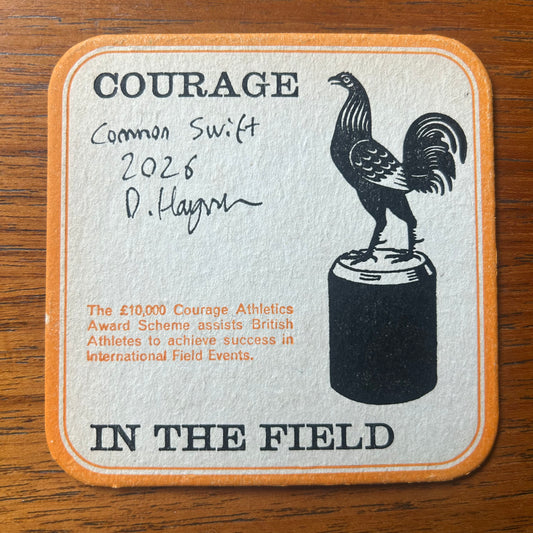 COURAGE
Common Swift
2026
D.
The £10,000 Courage Athletics
Award Scheme assists British
Athletes to achieve success in
International Field Events.
IN THE FIELD